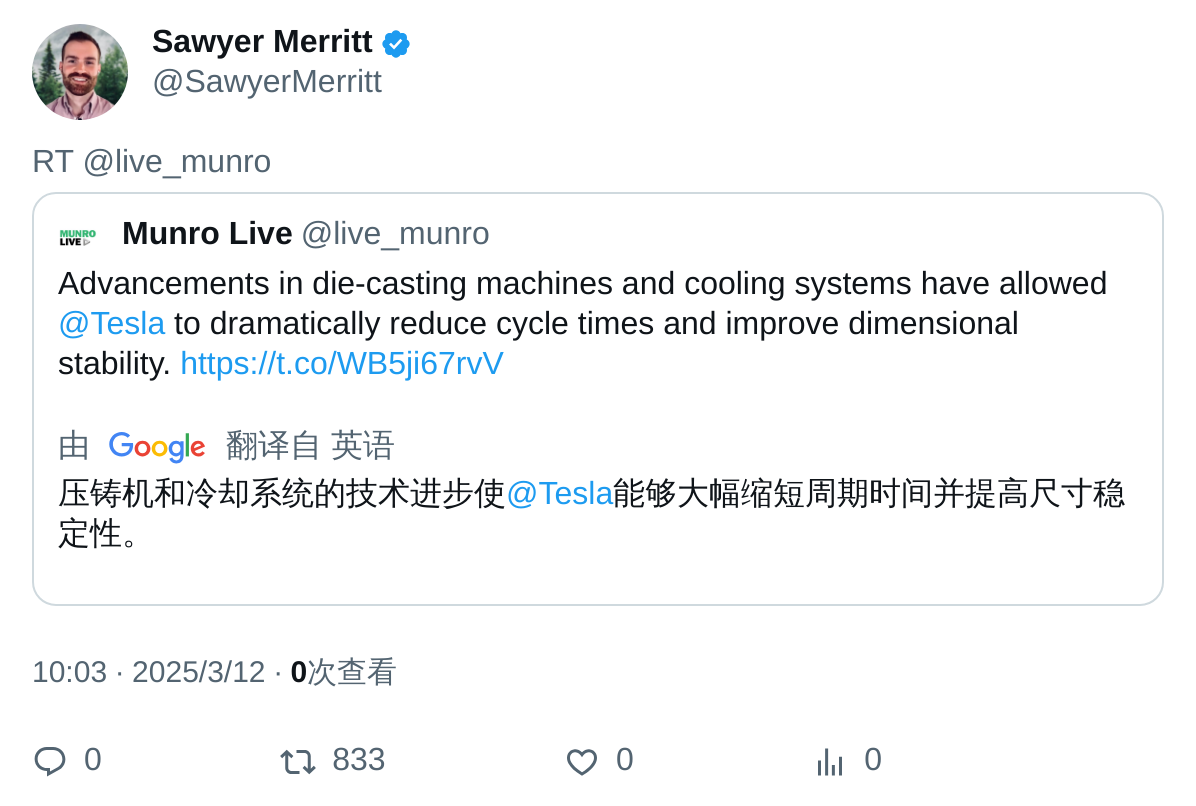 Sawyer Merritt
@SawyerMerritt
RT @live_munro
MUNRO
LIVE
Munro Live @live_munro
Advancements in die-casting machines and cooling systems have allowed
@Tesla to dramatically reduce cycle times and improve dimensional
stability. https://t.co/WB5ji67rvV
由 Google 翻译自 英语
压铸机和冷却系统的技术进步使@Tesla能够大幅缩短周期时间并提高尺寸稳
定性。
10:03 · 2025/3/12 · 0次查看
0 833 0 0